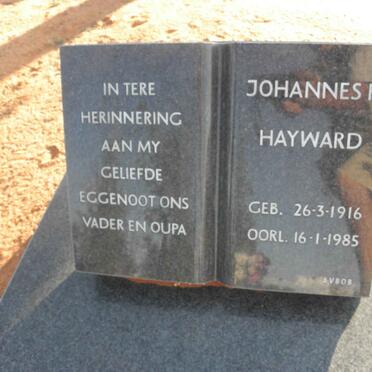 IN TERE
HERINNERING
AAN MY
GELIEFDE
EGGENOOT ONS
VADER EN OUPA
JOHANNES
HAYWARD
GEB. 26-3-1916
OORL. 16-1-1985
AVBOB